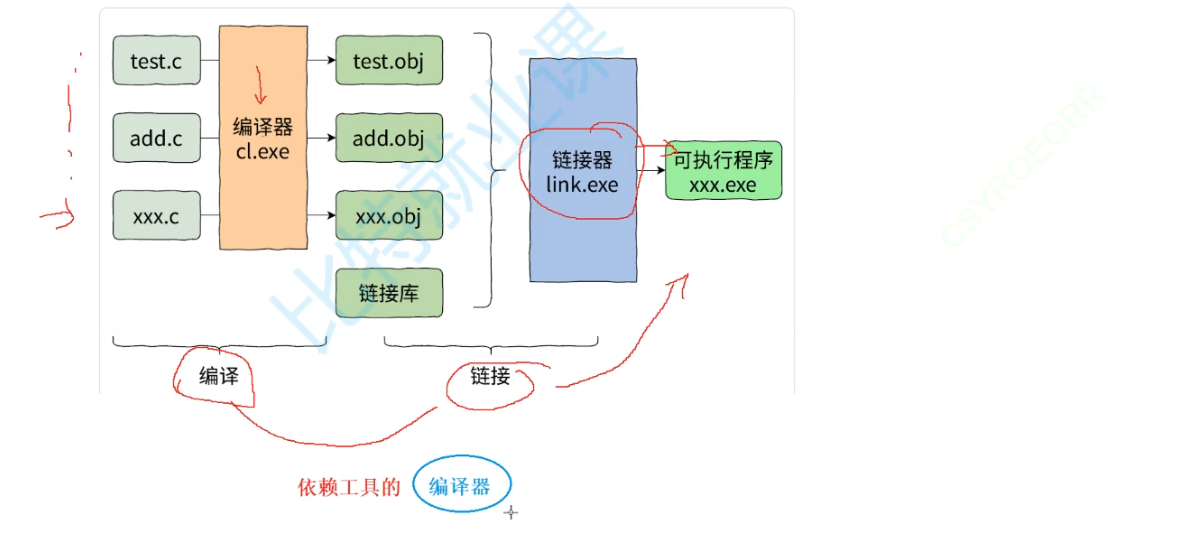 test.c
test.obj
编译器
cl.exe
add.c
add.obj
链接器
link.exe
可执行程序
xxx.exe
xxx.c
xxx.obj
链接库
编译
链接
依赖工具的 编译器
比特就业课
CSYROEORR